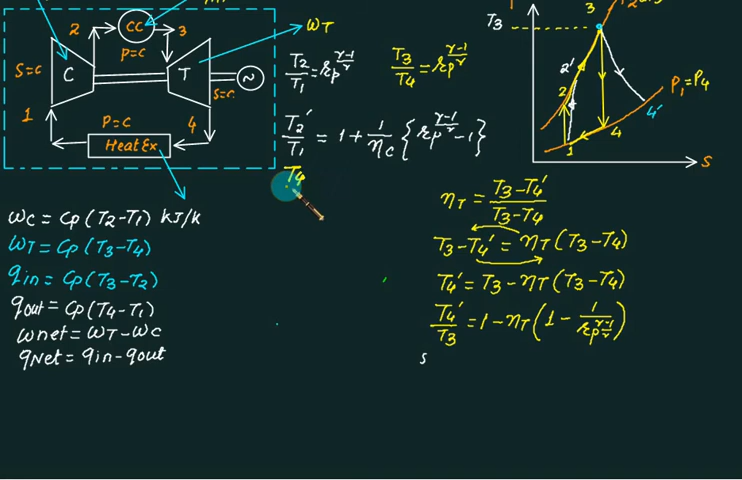 2
CC
3
P=C
S=C
C
T
S=C
~
1
P=C
4
Heat Ex
ωT
T2/T1 = rp^(γ-1/γ)
T3/T4 = rp^(γ-1/γ)
T2'/T1 = 1 + 1/ηC { rp^(γ-1/γ) - 1 }
T4
T3
3
2'
2
1
4
4'
P1=P4
S
ωC = Cp(T2-T1) kJ/k
ωT = Cp(T3-T4)
qin = Cp(T3-T2)
qout = Cp(T4-T1)
ωnet = ωT-ωC
qNet = qin-qout
ηT = T3-T4'/T3-T4
T3-T4' = ηT(T3-T4)
T4' = T3-ηT(T3-T4)
T4'/T3 = 1-ηT(1 - 1/rp^(γ-1/γ))
s